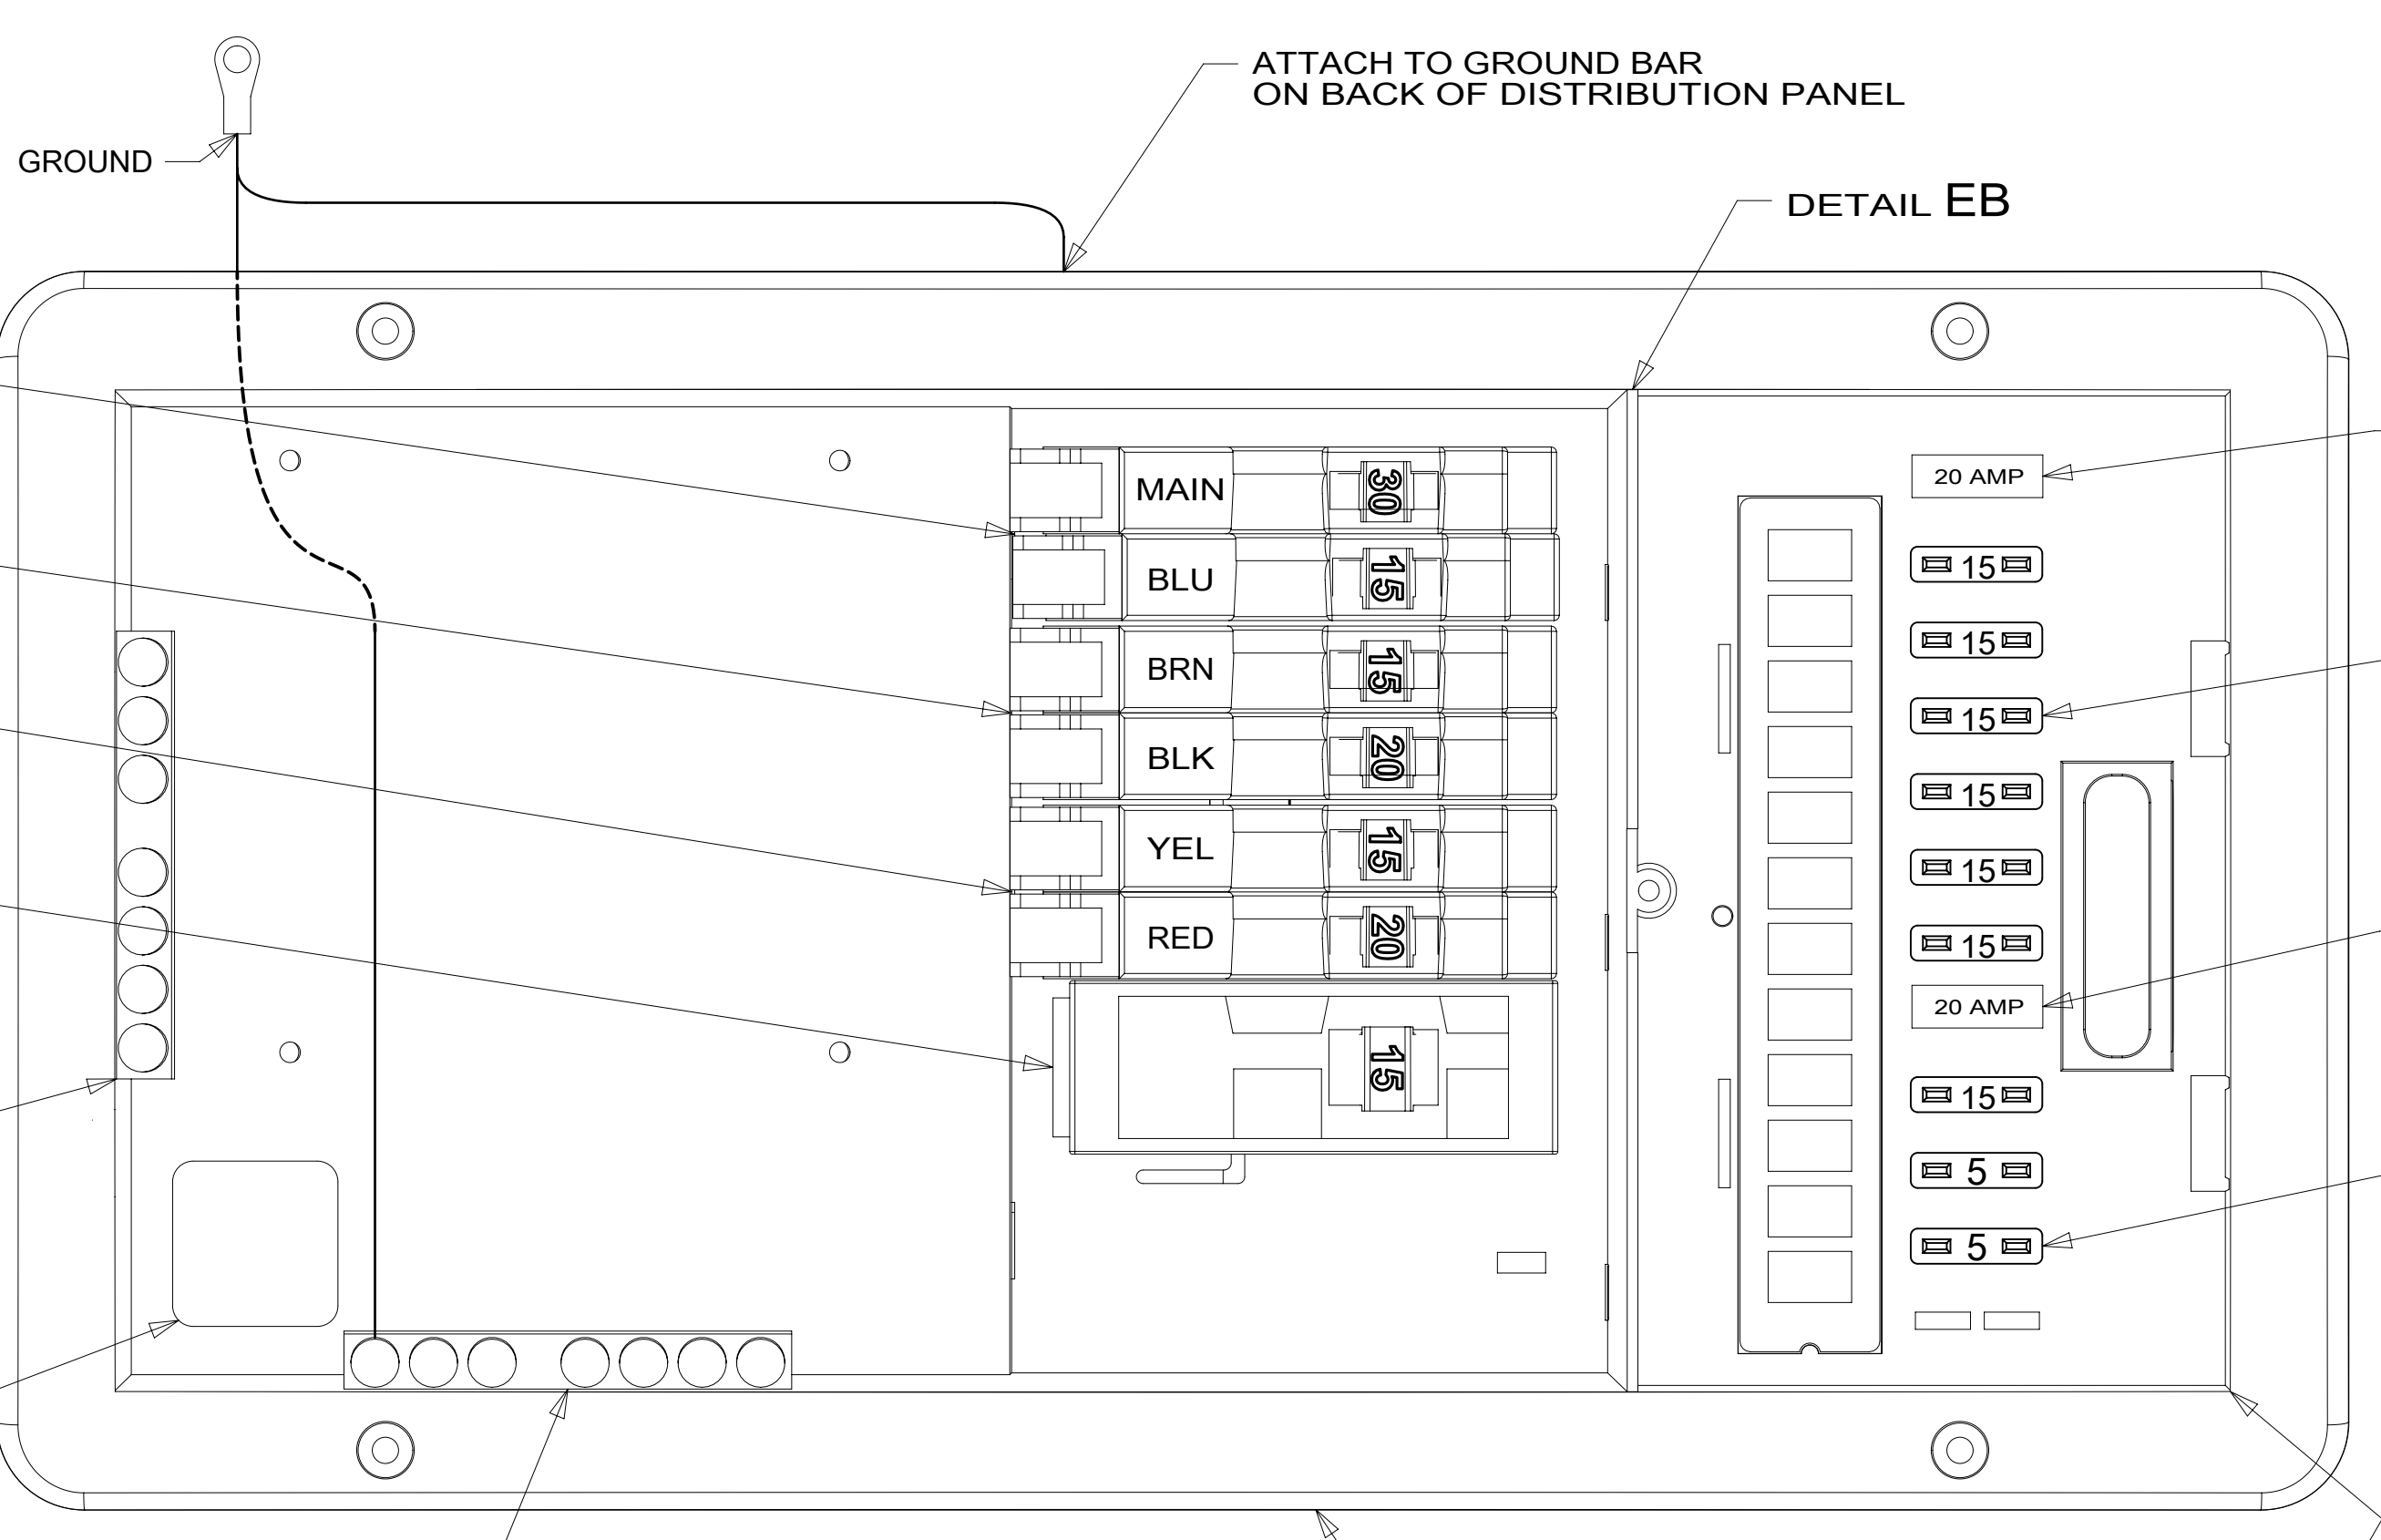 ATTACH TO GROUND BAR
ON BACK OF DISTRIBUTION PANEL
GROUND
DETAIL EB
MAIN 30
BLU 15
BRN 15
BLK 20
YEL 15
RED 20
15
20 AMP
15
15
15
15
15
15
20 AMP
15
5
5